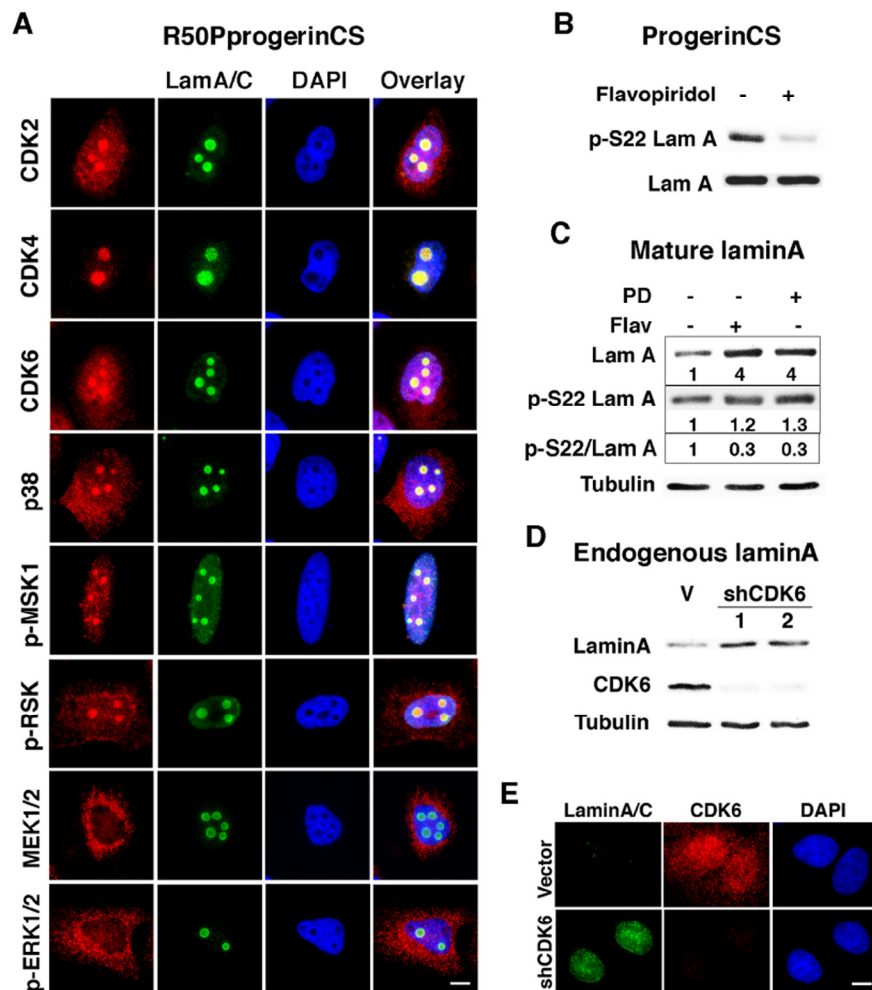 A
R50PprogerinCS
LamA/C DAPI Overlay
CDK2
CDK4
CDK6
p38
p-MSK1
p-RSK
MEK1/2
p-ERK1/2
B
ProgerinCS
Flavopiridol - +
p-S22 Lam A
Lam A
C
Mature laminA
PD - - +
Flav - + -
Lam A
1 4 4
p-S22 Lam A
1 1.2 1.3
p-S22/Lam A 1 0.3 0.3
Tubulin
D
Endogenous laminA
V shCDK6
1 2
LaminA
CDK6
Tubulin
E
LaminA/C CDK6 DAPI
Vector
shCDK6